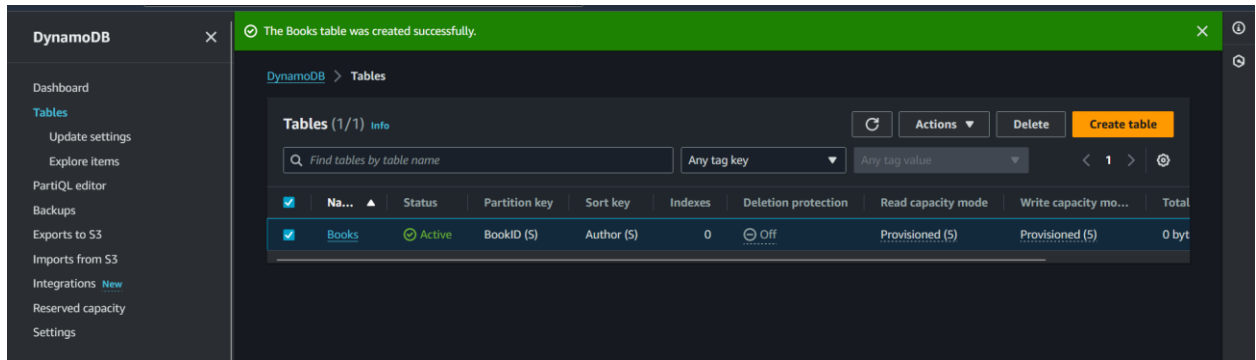 The Books table was created successfully.
DynamoDB
Dashboard
Tables
Update settings
Explore items
PartiQL editor
Backups
Exports to S3
Imports from S3
Integrations New
Reserved capacity
Settings
DynamoDB > Tables
Tables (1/1) Info
Actions
Delete
Create table
Find tables by table name
Any tag key
Any tag value
< 1 >
Na... Status Partition key Sort key Indexes Deletion protection Read capacity mode Write capacity mo... Total
Books Active BookID (S) Author (S) 0 Off Provisioned (5) Provisioned (5) 0 byt